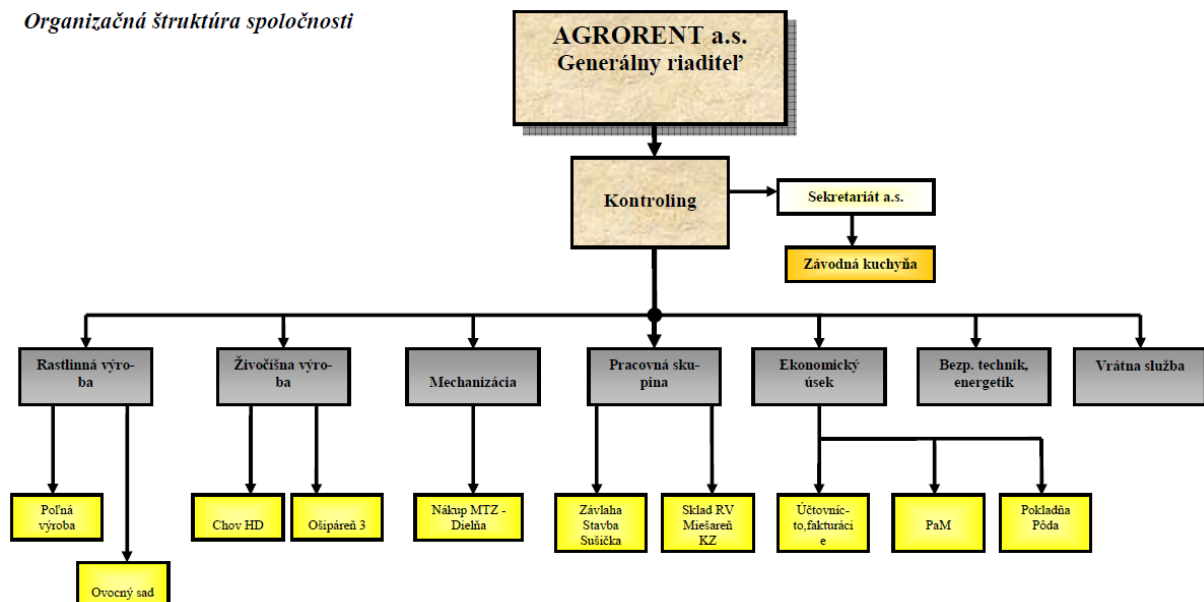 Organizačná štruktúra spoločnosti
AGRORENT a.s.
Generálny riaditeľ
Kontroling
Sekretariát a.s.
Závodná kuchyňa
Rastlinná výro-
ba
Živočíšna výro-
ba
Mechanizácia
Pracovná sku-
pina
Ekonomický
úsek
Bezp. technik,
energetik
Vrátna služba
Poľná
výroba
Chov HD
Ošipáreň 3
Nákup MTZ -
Dielňa
Závlaha
Stavba
Sušička
Sklad RV
Miešareň
KZ
Účtovníc-
to,fakturáci
e
PaM
Pokladňa
Pôda
Ovocný sad